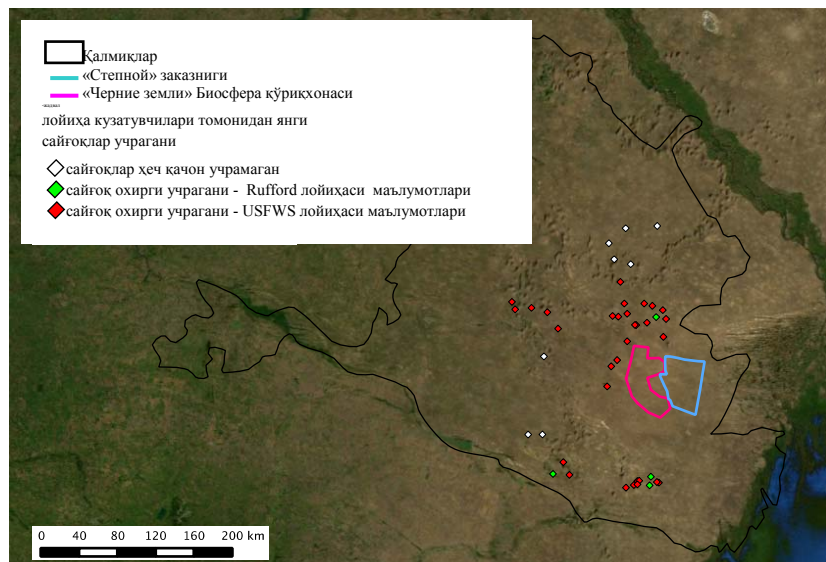 Қалмиқлар
«Степной» заказниги
«Черние земли» Биосфера қўриқхонаси
лойиҳа кузатувчилари томонидан янги
сайғоқлар учрагани
сайғоқлар ҳеч қачон учрамаган
сайғоқ охирги учрагани - Rufford лойиҳаси маълумотлари
сайғоқ охирги учрагани - USFWS лойиҳаси маълумотлари
0 40 80 120 160 200 km